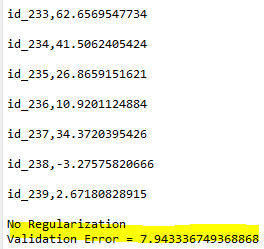 id_233,62.6569547734
id_234,41.5062405424
id_235,26.8659151621
id_236,10.9201124884
id_237,34.3720395426
id_238,-3.27575820666
id_239,2.67180828915
No Regularization
Validation Error = 7.943336749368868